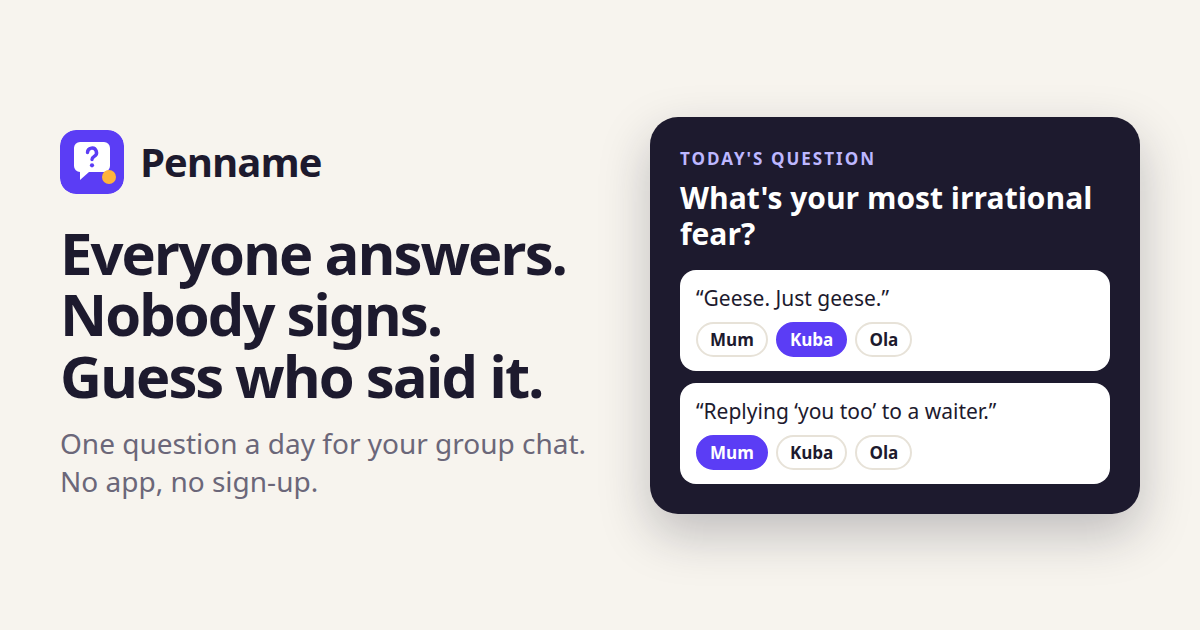 ?
Penname
Everyone answers.
Nobody signs.
Guess who said it.
One question a day for your group chat.
No app, no sign-up.
TODAY'S QUESTION
What's your most irrational
fear?
“Geese. Just geese.”
Mum Kuba Ola
“Replying ‘you too’ to a waiter.”
Mum Kuba Ola